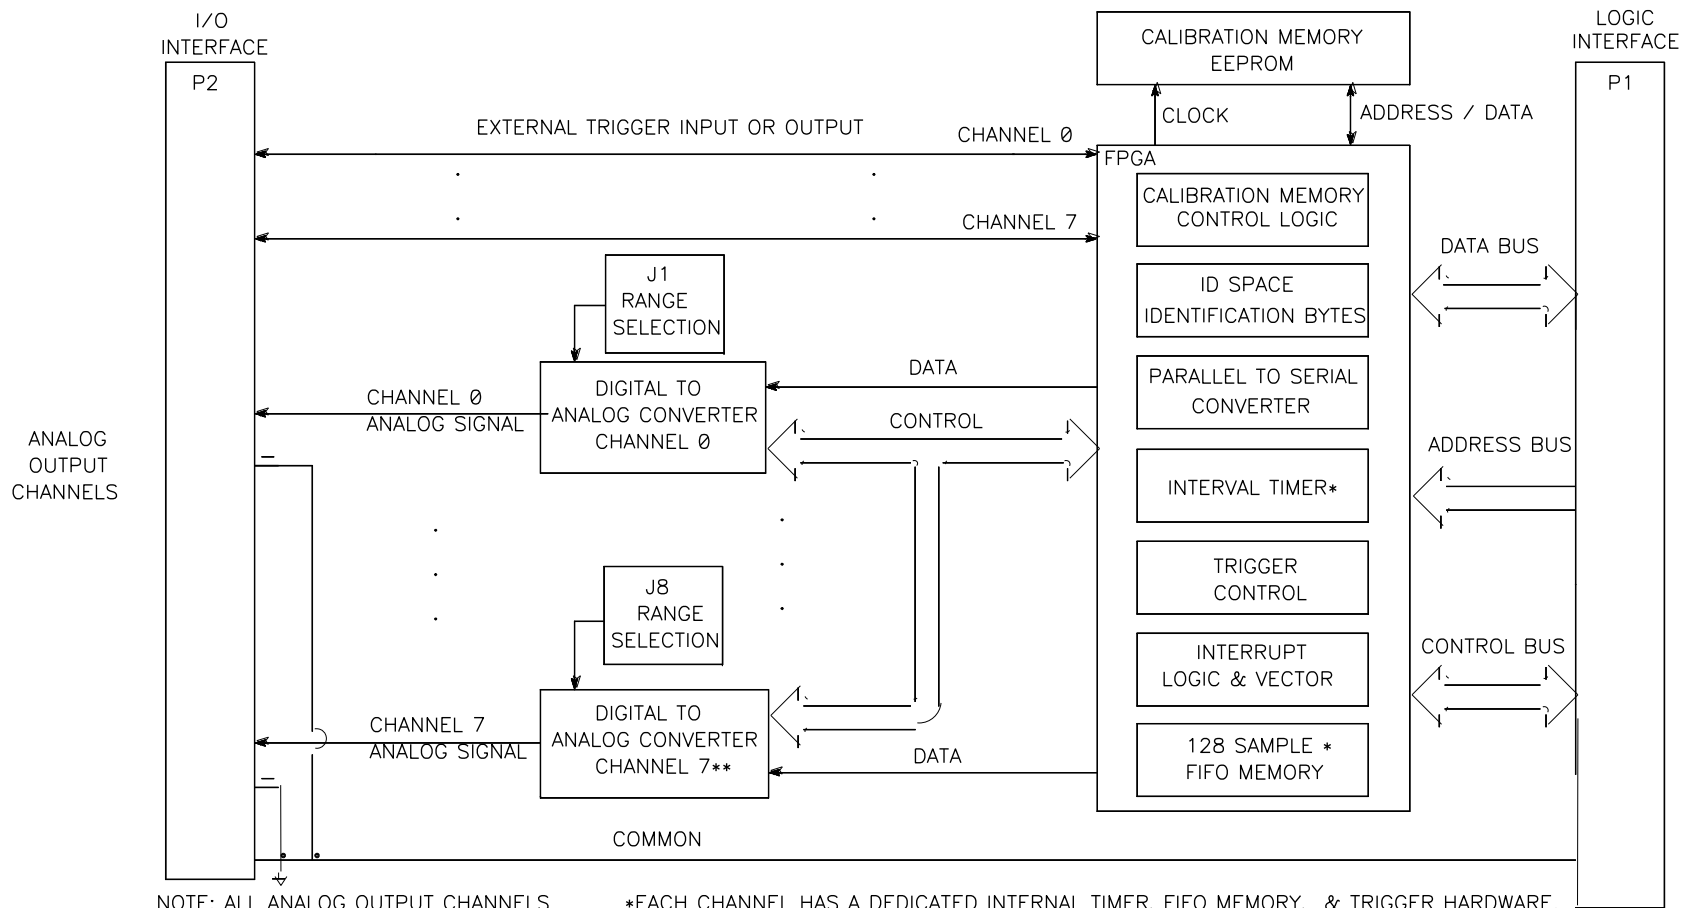 I/O
INTERFACE
P2
CALIBRATION MEMORY
EEPROM
LOGIC
INTERFACE
P1
CLOCK
ADDRESS / DATA
EXTERNAL TRIGGER INPUT OR OUTPUT
CHANNEL 0
CHANNEL 7
FPGA
CALIBRATION MEMORY
CONTROL LOGIC
ID SPACE
IDENTIFICATION BYTES
PARALLEL TO SERIAL
CONVERTER
INTERVAL TIMER*
TRIGGER
CONTROL
INTERRUPT
LOGIC & VECTOR
128 SAMPLE *
FIFO MEMORY
DATA BUS
ADDRESS BUS
CONTROL BUS
J1
RANGE
SELECTION
DIGITAL TO
ANALOG CONVERTER
CHANNEL 0
DATA
CONTROL
CHANNEL 0
ANALOG SIGNAL
ANALOG
OUTPUT
CHANNELS
J8
RANGE
SELECTION
DIGITAL TO
ANALOG CONVERTER
CHANNEL 7**
DATA
CHANNEL 7
ANALOG SIGNAL
COMMON
NOTE: ALL ANALOG OUTPUT CHANNELS
*EACH CHANNEL HAS A DEDICATED INTERNAL TIMER, FIFO MEMORY, & TRIGGER HARDWARE.